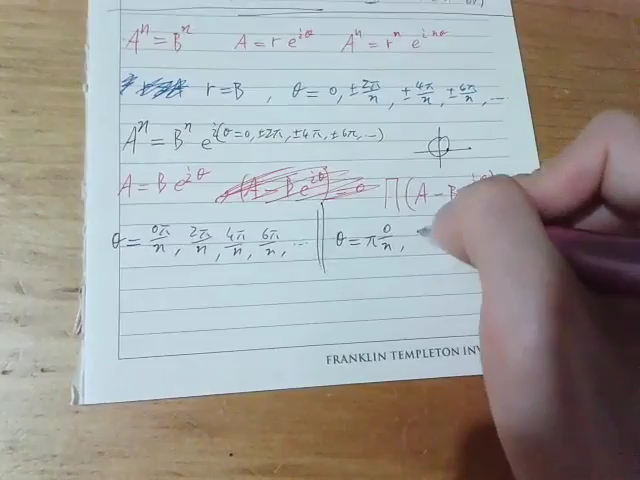 Aⁿ = Bⁿ   A = r e^{iθ}   Aⁿ = rⁿ e^{inθ}
r = B , θ = 0, ±2π/n, ±4π/n, ±6π/n, ...
Aⁿ = Bⁿ e^{i(θ=0, ±2π, ±4π, ±6π, ...)}
A = B e^{iθ}   (A - B e^{iθ}) = 0   ∏(A - B
θ = 0π/n, 2π/n, 4π/n, 6π/n, ... || θ = π 0/n,
FRANKLIN TEMPLETON INV